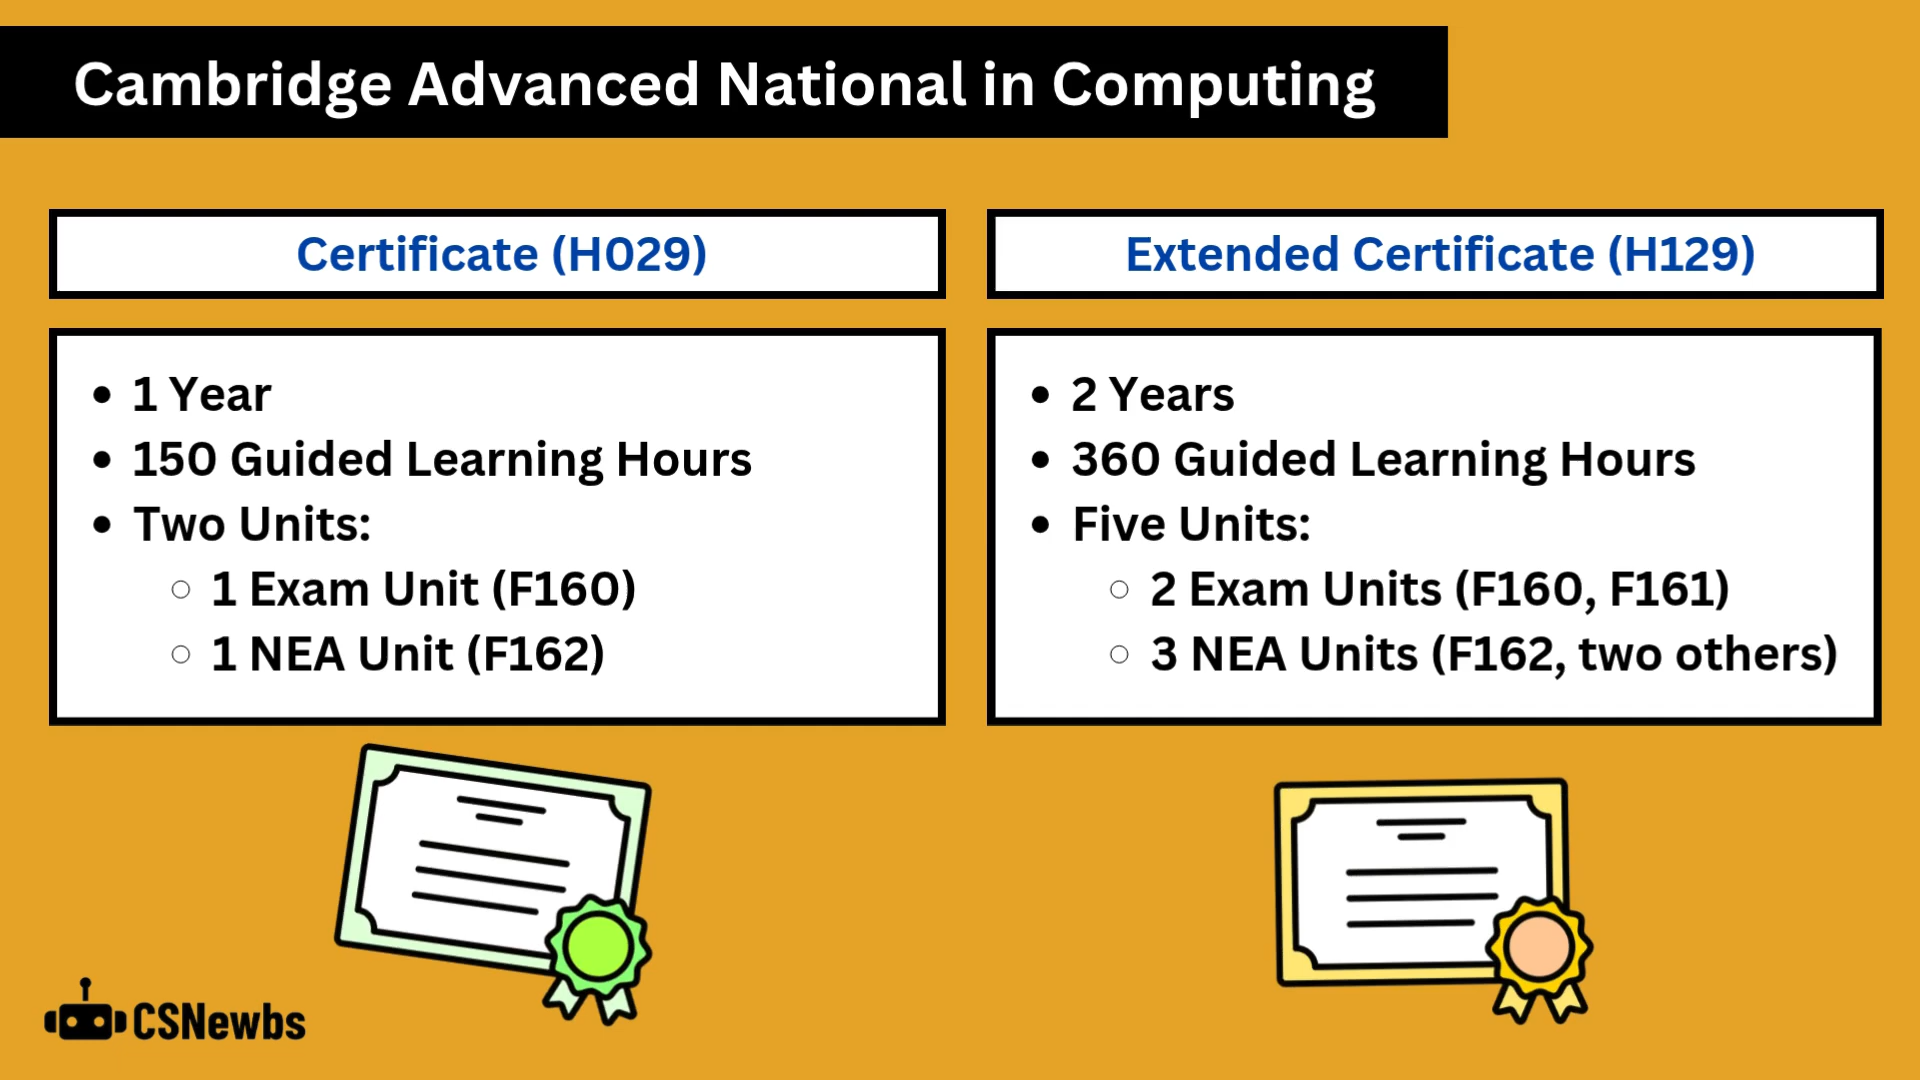 Cambridge Advanced National in Computing
Certificate (H029)
• 1 Year
• 150 Guided Learning Hours
• Two Units:
○ 1 Exam Unit (F160)
○ 1 NEA Unit (F162)
Extended Certificate (H129)
• 2 Years
• 360 Guided Learning Hours
• Five Units:
○ 2 Exam Units (F160, F161)
○ 3 NEA Units (F162, two others)
CSNewbs